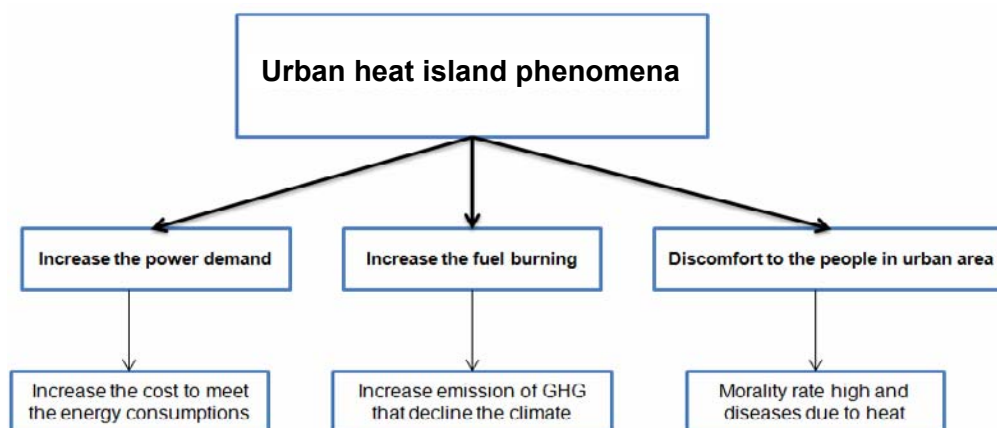 Urban heat island phenomena
Increase the power demand
Increase the fuel burning
Discomfort to the people in urban area
Increase the cost to meet
the energy consumptions
Increase emission of GHG
that decline the climate
Morality rate high and
diseases due to heat